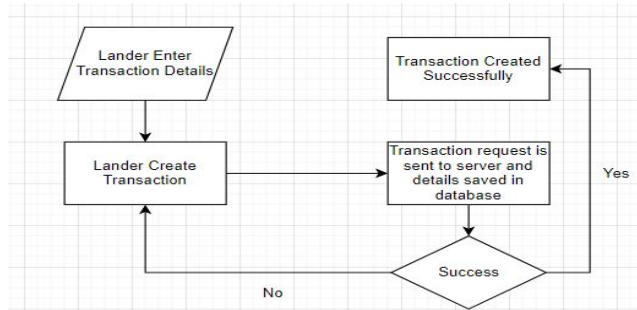 Lander Enter
Transaction Details
Transaction Created
Successfully
Lander Create
Transaction
Transaction request is
sent to server and
details saved in
database
Yes
Success
No